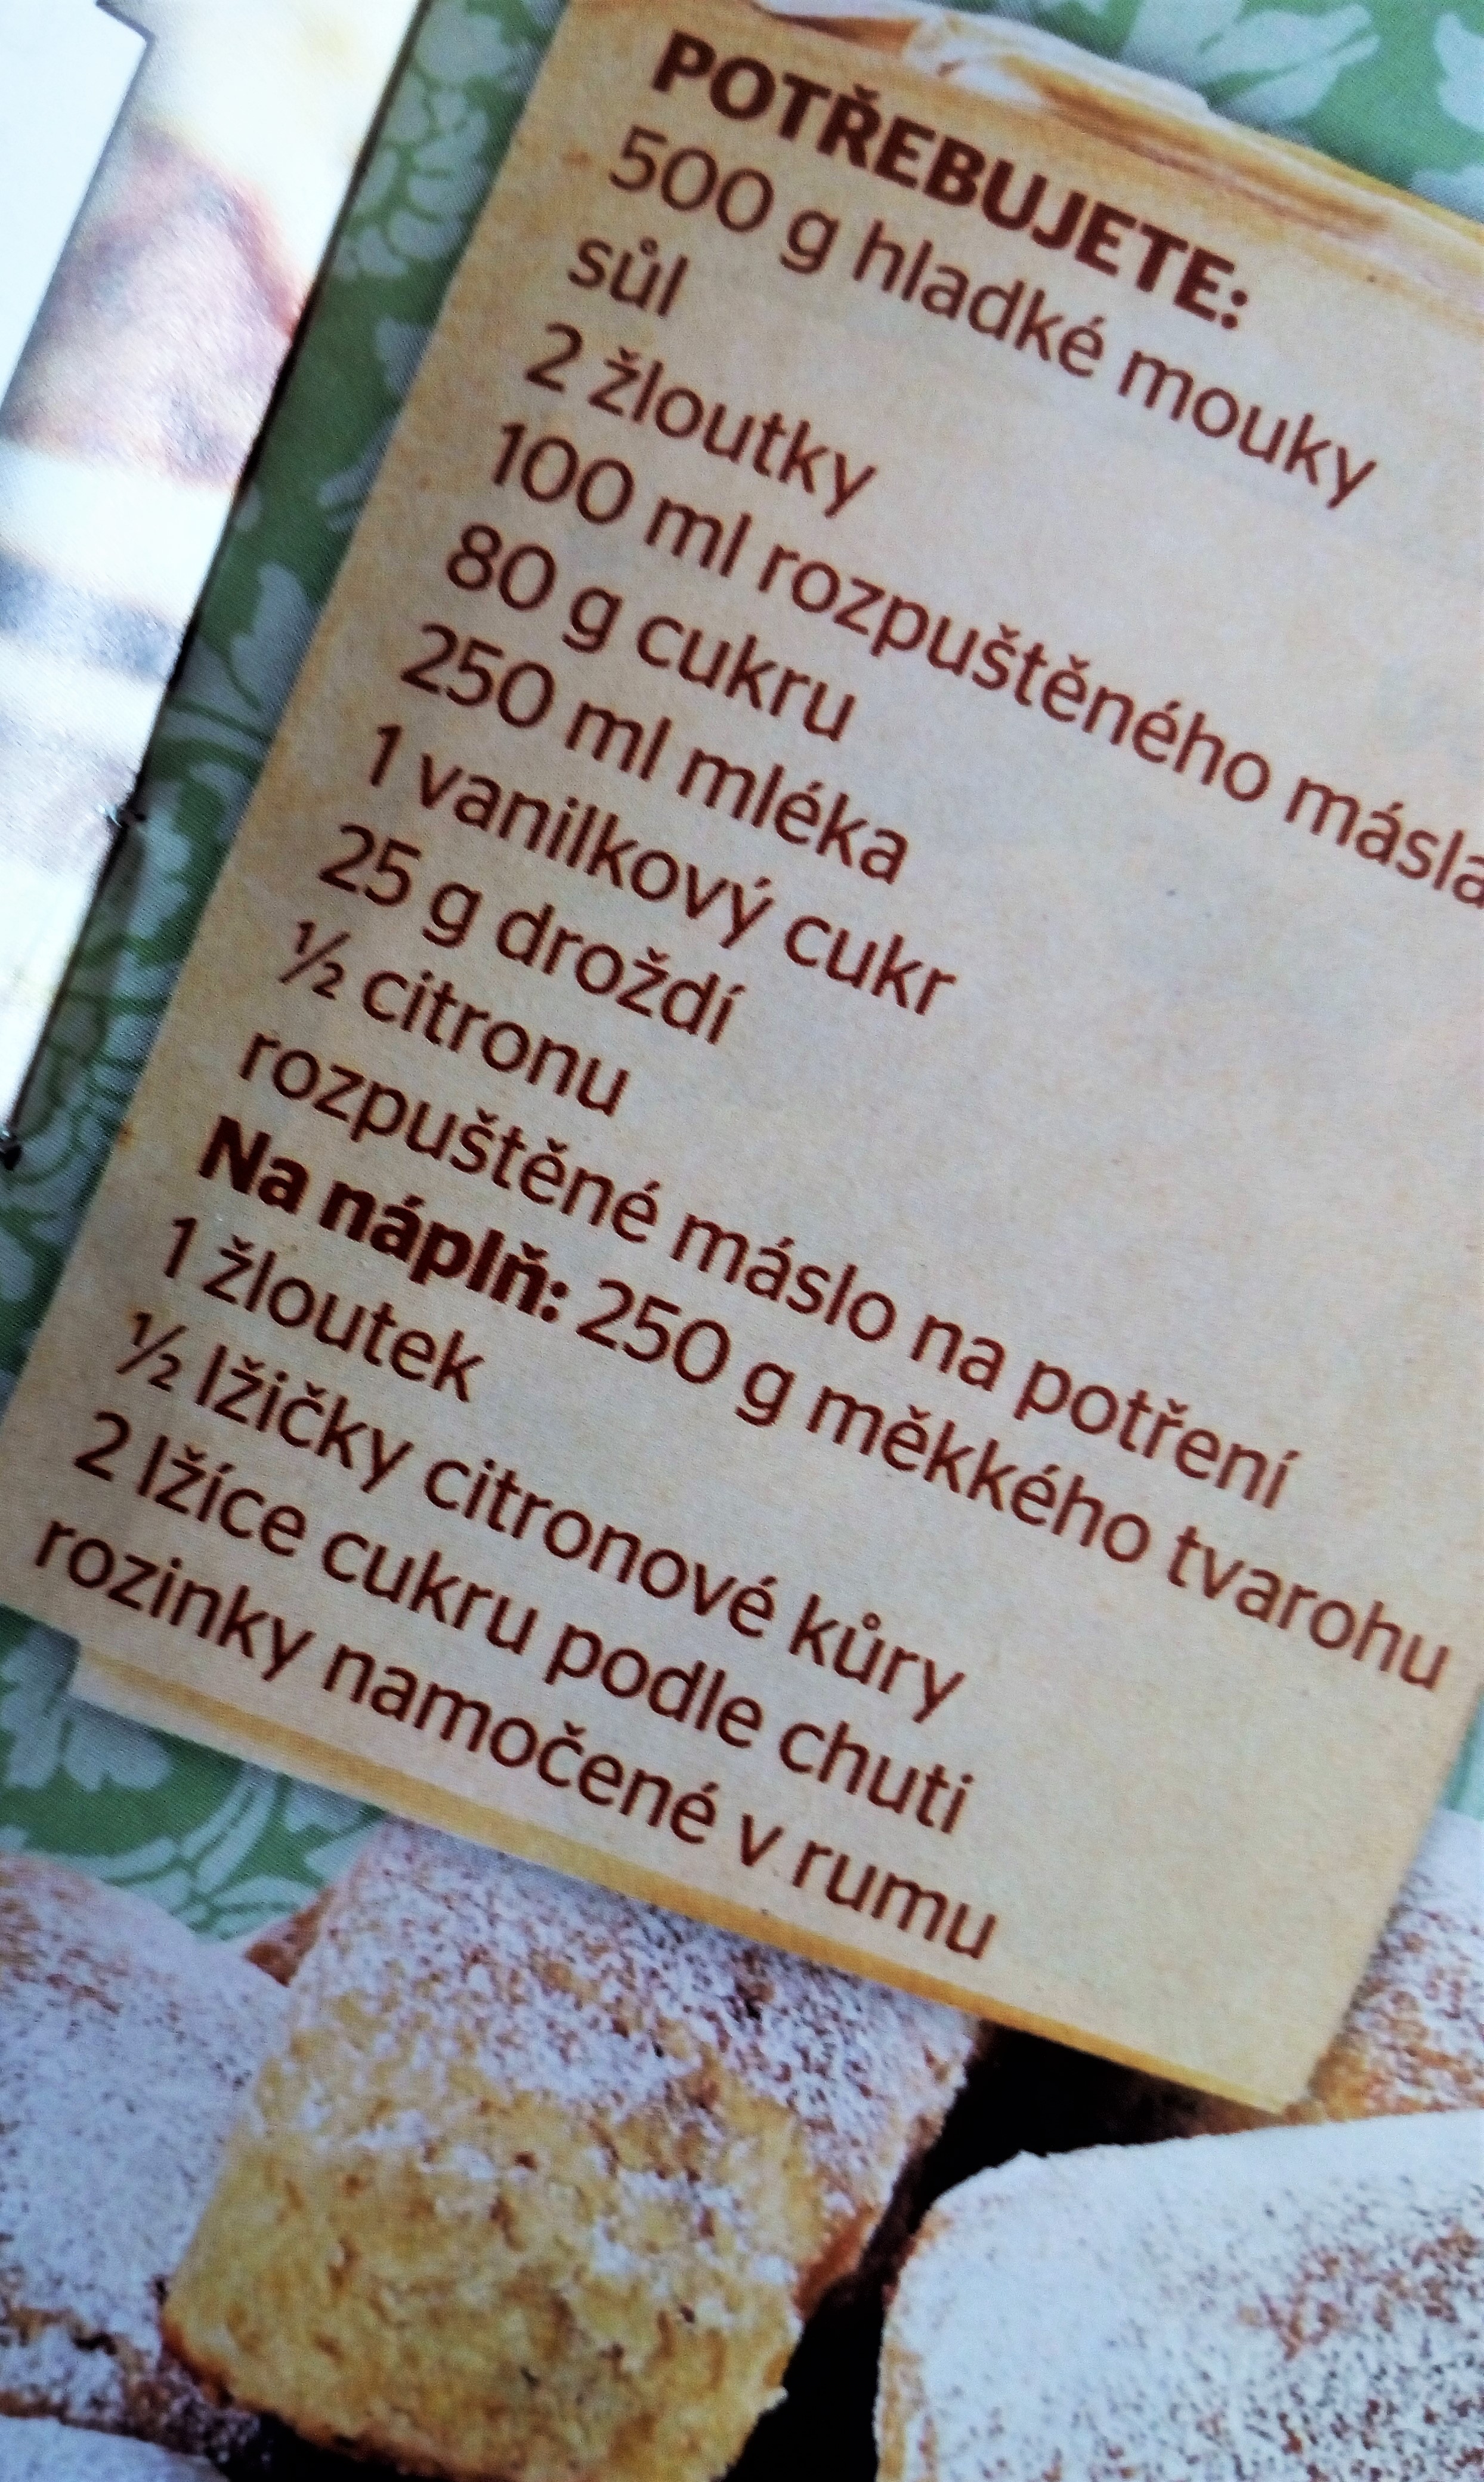 POTŘEBUJETE:
500 g hladké mouky
sůl
2 žloutky
100 ml rozpuštěného másla
80 g cukru
250 ml mléka
1 vanilkový cukr
25 g droždí
½ citronu
rozpuštěné máslo na potření
Na náplň: 250 g měkkého tvarohu
1 žloutek
½ lžičky citronové kůry
2 lžíce cukru podle chuti
rozinky namočené v rumu